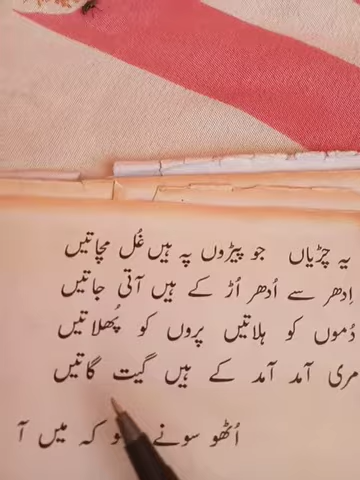 یہ چڑیاں جو پیڑوں پہ ہیں غُل مچاتیں
اِدھر سے اُدھر اُڑ کے ہیں آتی جاتیں
دُموں کو ہلاتیں پروں کو پُھلاتیں
مری آمد آمد کے ہیں گیت گاتیں
اُٹھو سونے کہ میں آ